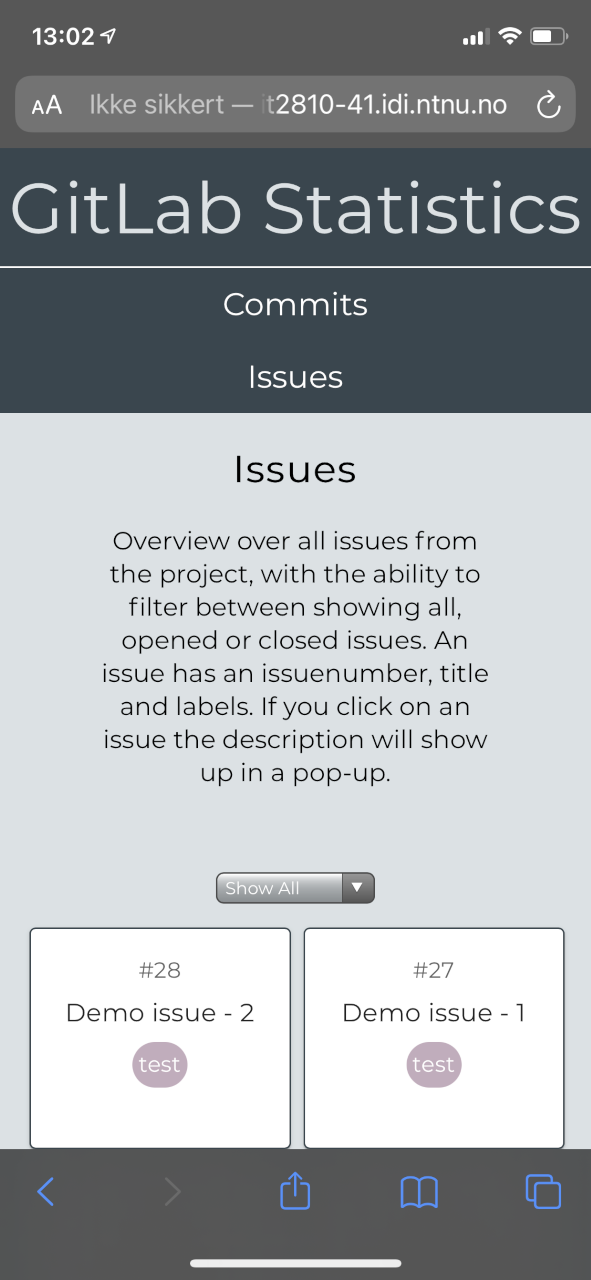 13:02
AA Ikke sikkert — it2810-41.idi.ntnu.no
GitLab Statistics
Commits
Issues
Issues
Overview over all issues from
the project, with the ability to
filter between showing all,
opened or closed issues. An
issue has an issuenumber, title
and labels. If you click on an
issue the description will show
up in a pop-up.
Show All
#28
Demo issue - 2
test
#27
Demo issue - 1
test